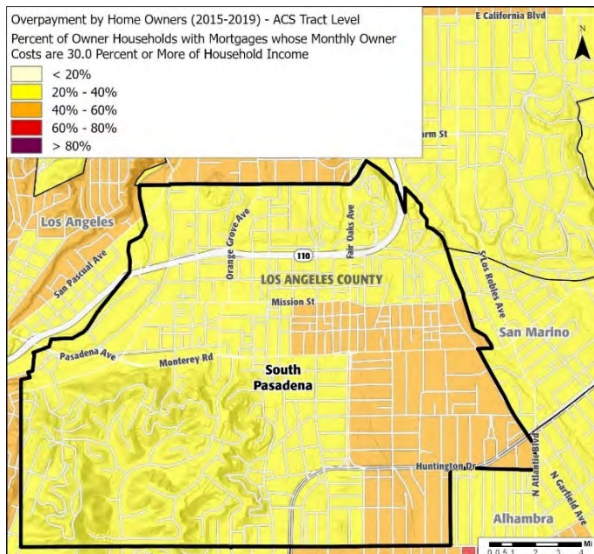 Overpayment by Home Owners (2015-2019) - ACS Tract Level
Percent of Owner Households with Mortgages whose Monthly Owner
Costs are 30.0 Percent or More of Household Income
< 20%
20% - 40%
40% - 60%
60% - 80%
> 80%
E California Blvd
N
arm St
Los Angeles
San Pascual Ave
Orange Grove Ave
Fair Oaks Ave
110
LOS ANGELES COUNTY
S Los Robles Ave
Mission St
San Marino
Pasadena Ave
Monterey Rd
South
Pasadena
Huntington Dr
N Atlantic Blvd
N Garfield Ave
Alhambra
Mi